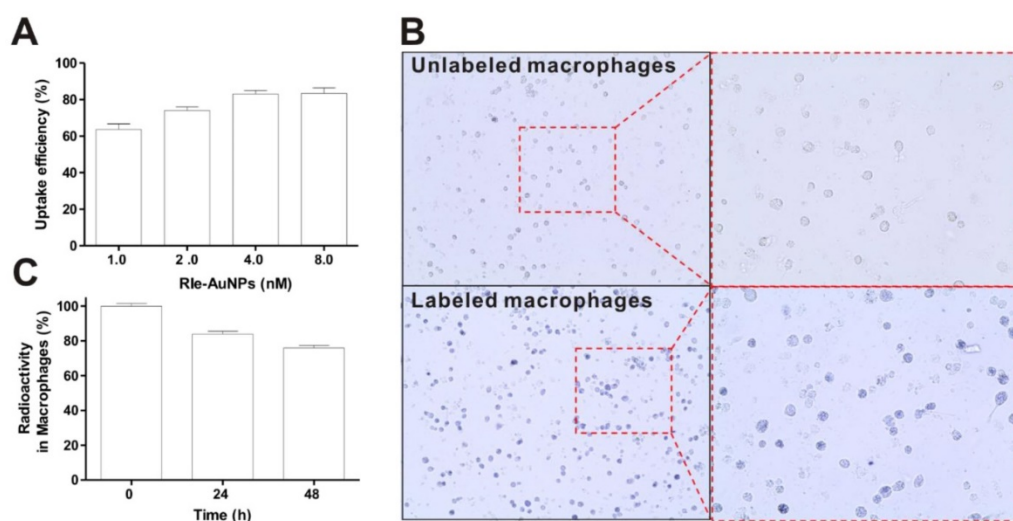 A
Uptake efficiency (%)
100
80
60
40
20
0
1.0 2.0 4.0 8.0
RIe-AuNPs (nM)
B
Unlabeled macrophages
Labeled macrophages
C
Radioactivity
in Macrophages (%)
100
80
60
40
20
0
0 24 48
Time (h)